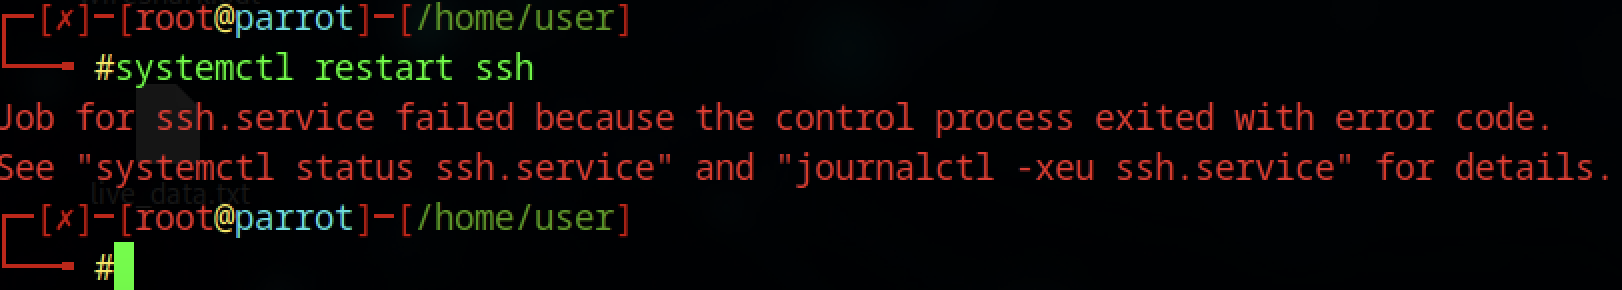 ┌─[✗]─[root@parrot]─[/home/user]
└──╼ #systemctl restart ssh
Job for ssh.service failed because the control process exited with error code.
See "systemctl status ssh.service" and "journalctl -xeu ssh.service" for details.
live_data.txt
┌─[✗]─[root@parrot]─[/home/user]
└──╼ #